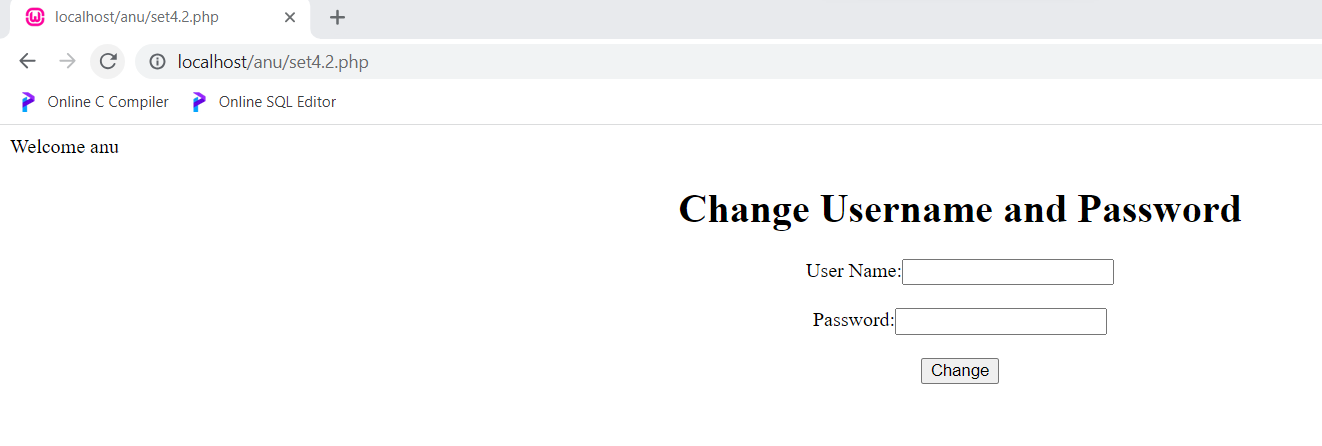 localhost/anu/set4.2.php
localhost/anu/set4.2.php
Online C Compiler Online SQL Editor
Welcome anu
Change Username and Password
User Name:
Password:
Change